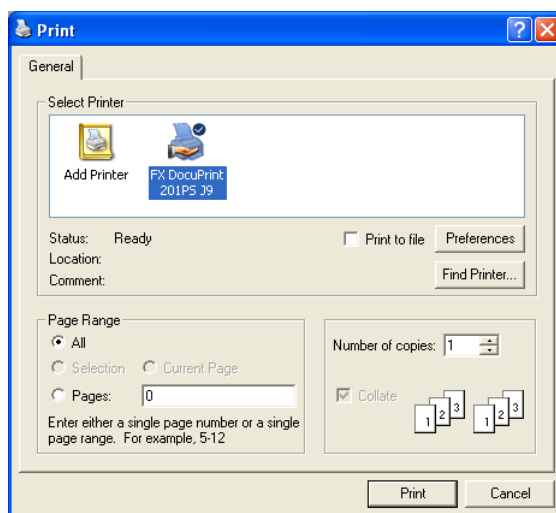 Print
General
Select Printer
Add Printer
FX DocuPrint
201PS J9
Status: Ready
Print to file
Preferences
Location:
Comment:
Find Printer...
Page Range
All
Selection
Current Page
Pages: 0
Enter either a single page number or a single
page range. For example, 5-12
Number of copies: 1
Collate
1 2 3 1 2 3
Print
Cancel